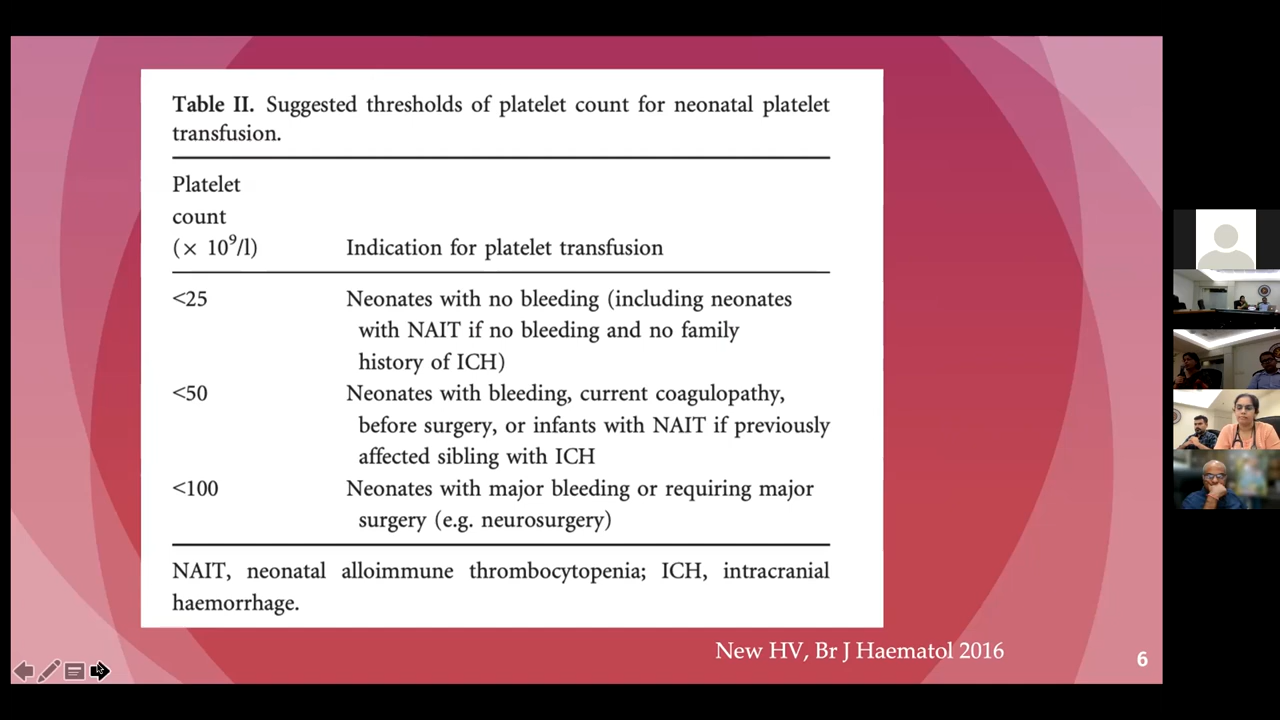 Table II. Suggested thresholds of platelet count for neonatal platelet
transfusion.
Platelet
count
(× 10⁹/l)
Indication for platelet transfusion
<25
Neonates with no bleeding (including neonates
with NAIT if no bleeding and no family
history of ICH)
<50
Neonates with bleeding, current coagulopathy,
before surgery, or infants with NAIT if previously
affected sibling with ICH
<100
Neonates with major bleeding or requiring major
surgery (e.g. neurosurgery)
NAIT, neonatal alloimmune thrombocytopenia; ICH, intracranial
haemorrhage.
New HV, Br J Haematol 2016
6